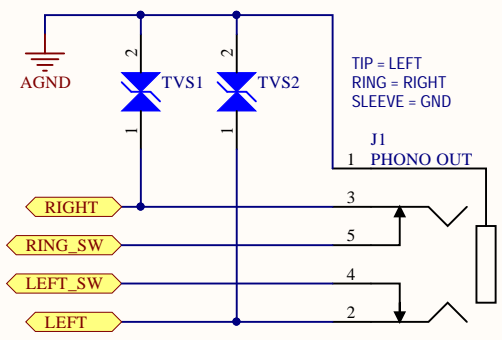 2
2
TVS1
TVS2
AGND
1
1
TIP = LEFT
RING = RIGHT
SLEEVE = GND
J1
1 PHONO OUT
RIGHT
3
RING_SW
5
LEFT_SW
4
LEFT
2